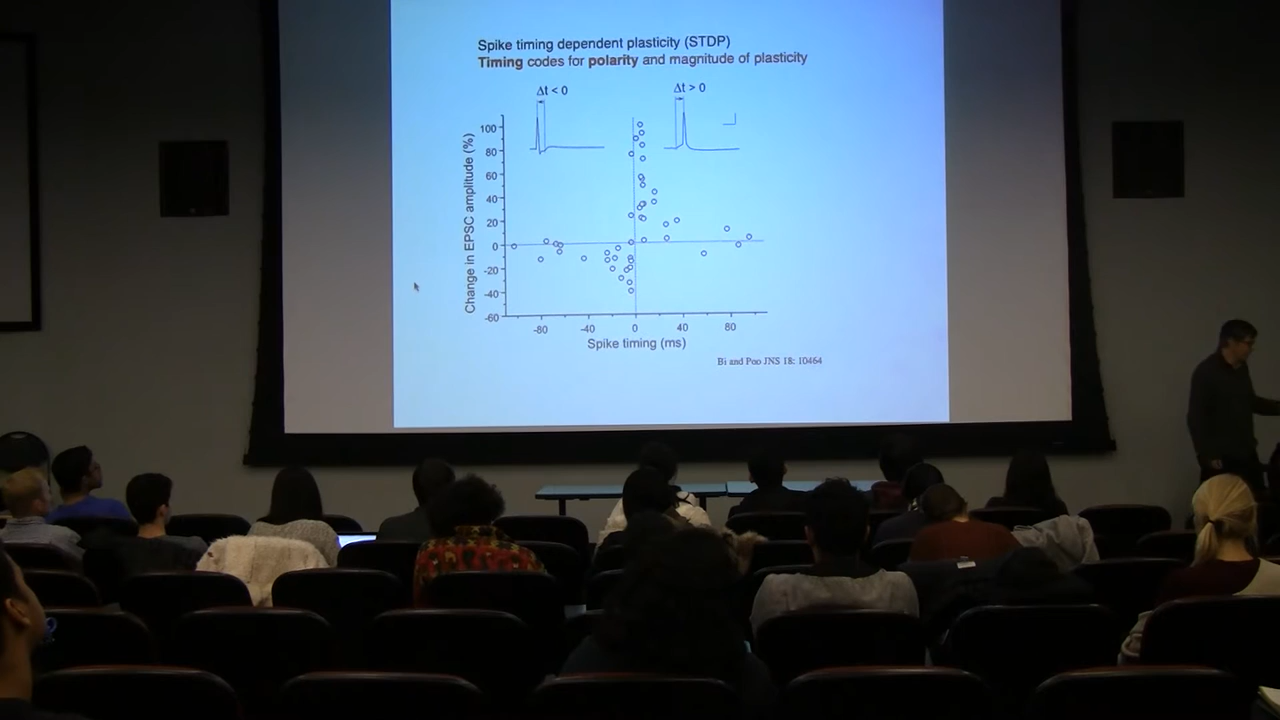 Spike timing dependent plasticity (STDP)
Timing codes for polarity and magnitude of plasticity
Δt < 0
Δt > 0
Change in EPSC amplitude (%)
100
80
60
40
20
0
-20
-40
-60
-80 -40 0 40 80
Spike timing (ms)
Bi and Poo JNS 18: 10464